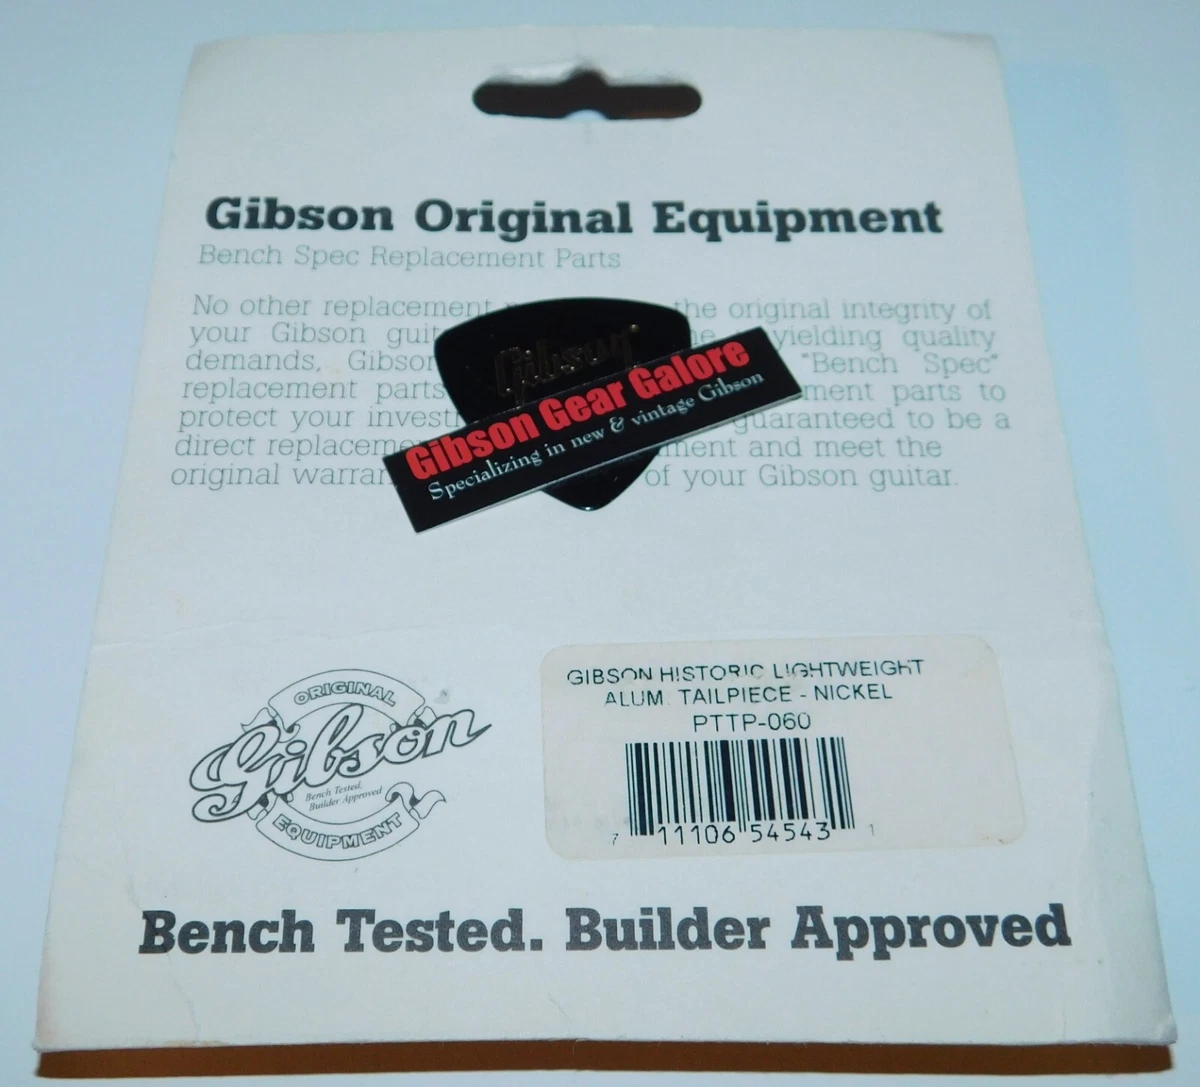 Gibson Original Equipment
Bench Spec Replacement Parts
No other replacement the original integrity of
your Gibson yielding quality
demands, Gibson "Bench Spec"
replacement parts parts to
protect your guaranteed to be a
direct and meet the
original of your Gibson guitar.
Gibson
Gibson Gear Galore
Specializing in new & vintage Gibson
ORIGINAL
Gibson
Bench Tested.
Builder Approved
EQUIPMENT
GIBSON HISTORIC LIGHTWEIGHT
ALUM. TAILPIECE - NICKEL
PTTP-060
7 11106 54543 1
Bench Tested. Builder Approved